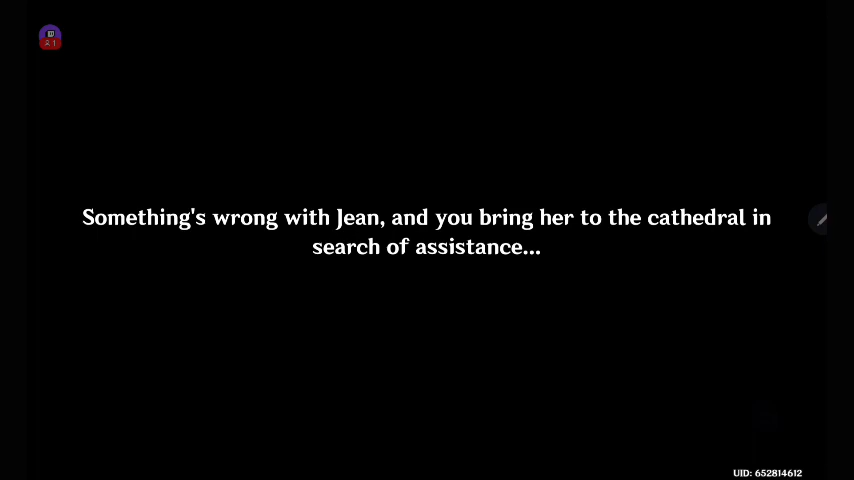 Something's wrong with Jean, and you bring her to the cathedral in
search of assistance...
UID: 652814612